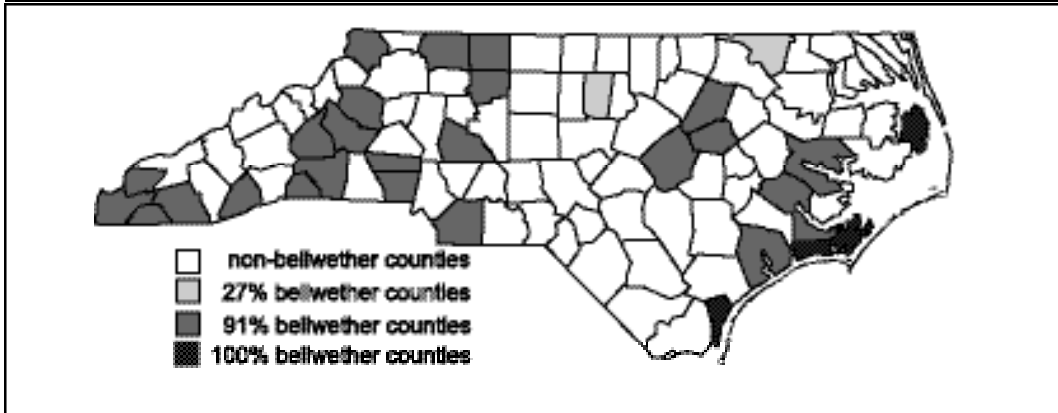 non-bellwether counties
27% bellwether counties
91% bellwether counties
100% bellwether counties